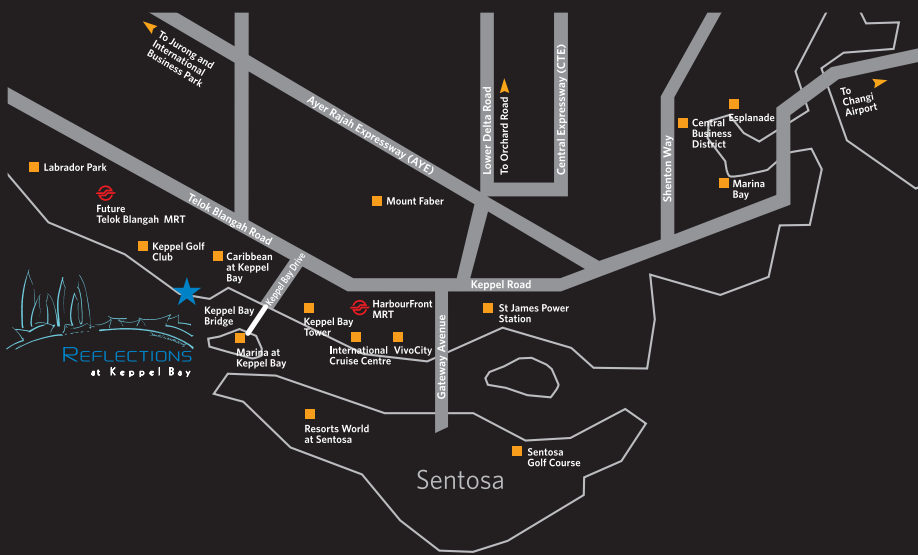 To Jurong and
International
Business Park
Ayer Rajah Expressway (AYE)
Lower Delta Road
To Orchard Road
Central Expressway (CTE)
Shenton Way
Esplanade
Central
Business
District
To
Changi
Airport
Marina
Bay
Labrador Park
Future
Telok Blangah MRT
Telok Blangah Road
Mount Faber
Keppel Golf
Club
Caribbean
at Keppel
Bay
Keppel Bay Drive
Keppel Road
Keppel Bay
Bridge
Keppel Bay
Tower
HarbourFront
MRT
St James Power
Station
REFLECTIONS
at Keppel Bay
Marina at
Keppel Bay
International
Cruise Centre
VivoCity
Gateway Avenue
Resorts World
at Sentosa
Sentosa
Golf Course
Sentosa